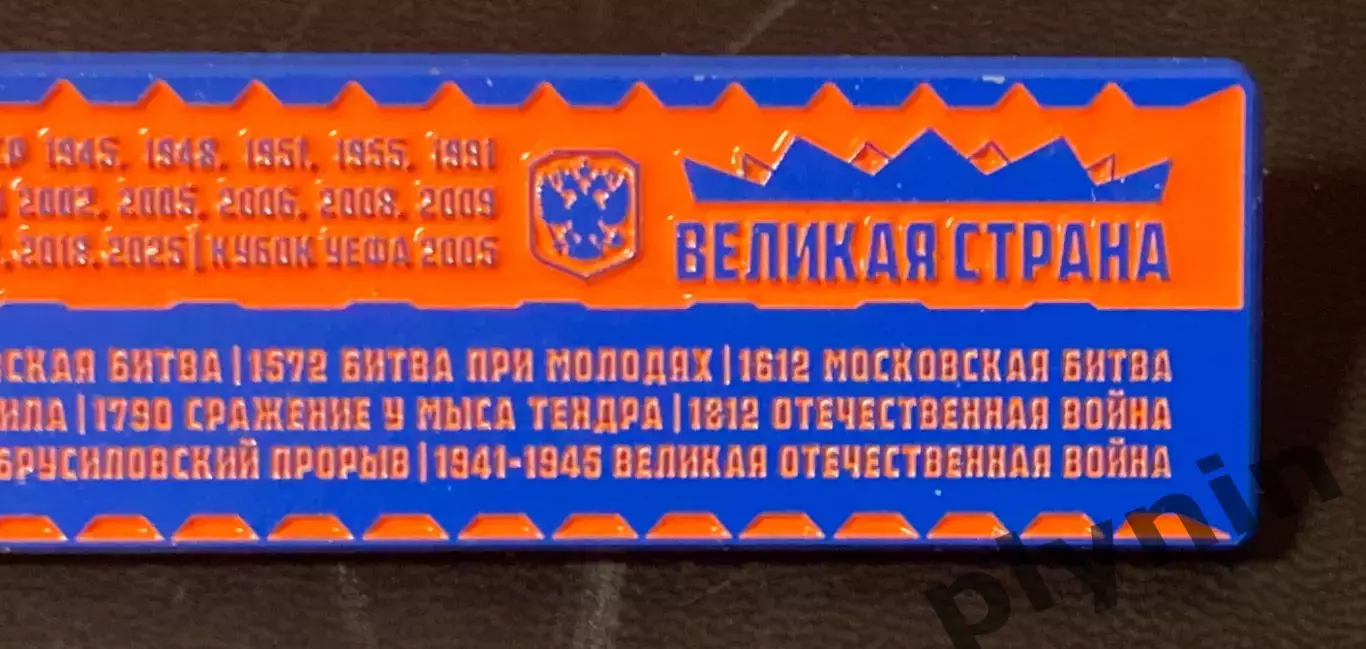 СР 1945, 1948, 1951, 1955, 1991
2002, 2005, 2006, 2008, 2009
, 2018, 2025 | КУБОК УЕФА 2005
ВЕЛИКАЯ СТРАНА
СКАЯ БИТВА | 1572 БИТВА ПРИ МОЛОДЯХ | 1612 МОСКОВСКАЯ БИТВА
ИЛА | 1790 СРАЖЕНИЕ У МЫСА ТЕНДРА | 1812 ОТЕЧЕСТВЕННАЯ ВОЙНА
БРУСИЛОВСКИЙ ПРОРЫВ | 1941-1945 ВЕЛИКАЯ ОТЕЧЕСТВЕННАЯ ВОЙНА
plynin